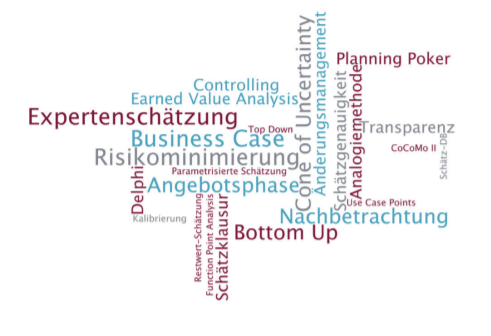 Cone of Uncertainty
Änderungsmanagement
Planning Poker
Controlling
Earned Value Analysis
Schätzgenauigkeit
Analogiemethode
Expertenschätzung
Top Down
Transparenz
Business Case
CoCoMo II
Schätz-DB
Risikominimierung
Parametrisierte Schätzung
Delphi
Angebotsphase
Use Case Points
Kalibrierung
Nachbetrachtung
Restwert-Schätzung
Function Point Analysis
Schätzklausur
Bottom Up